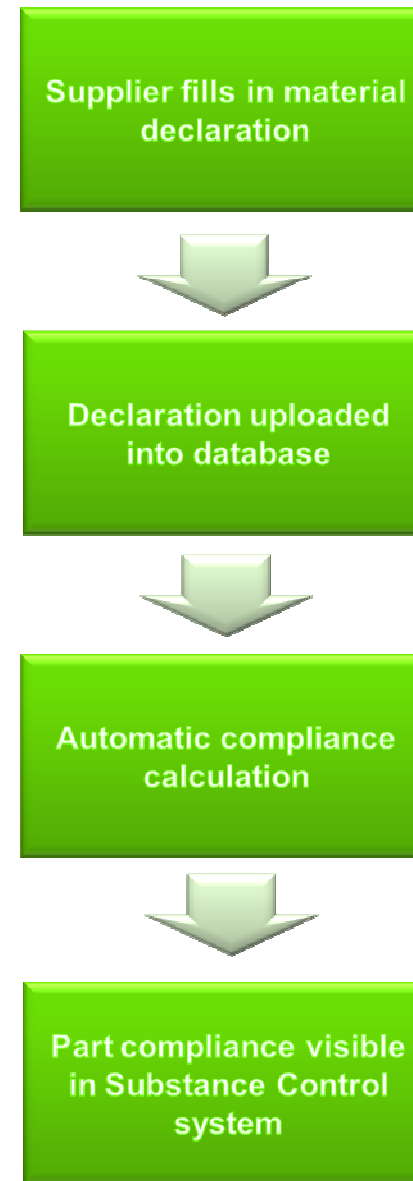 Supplier fills in material
declaration
Declaration uploaded
into database
Automatic compliance
calculation
Part compliance visible
in Substance Control
system